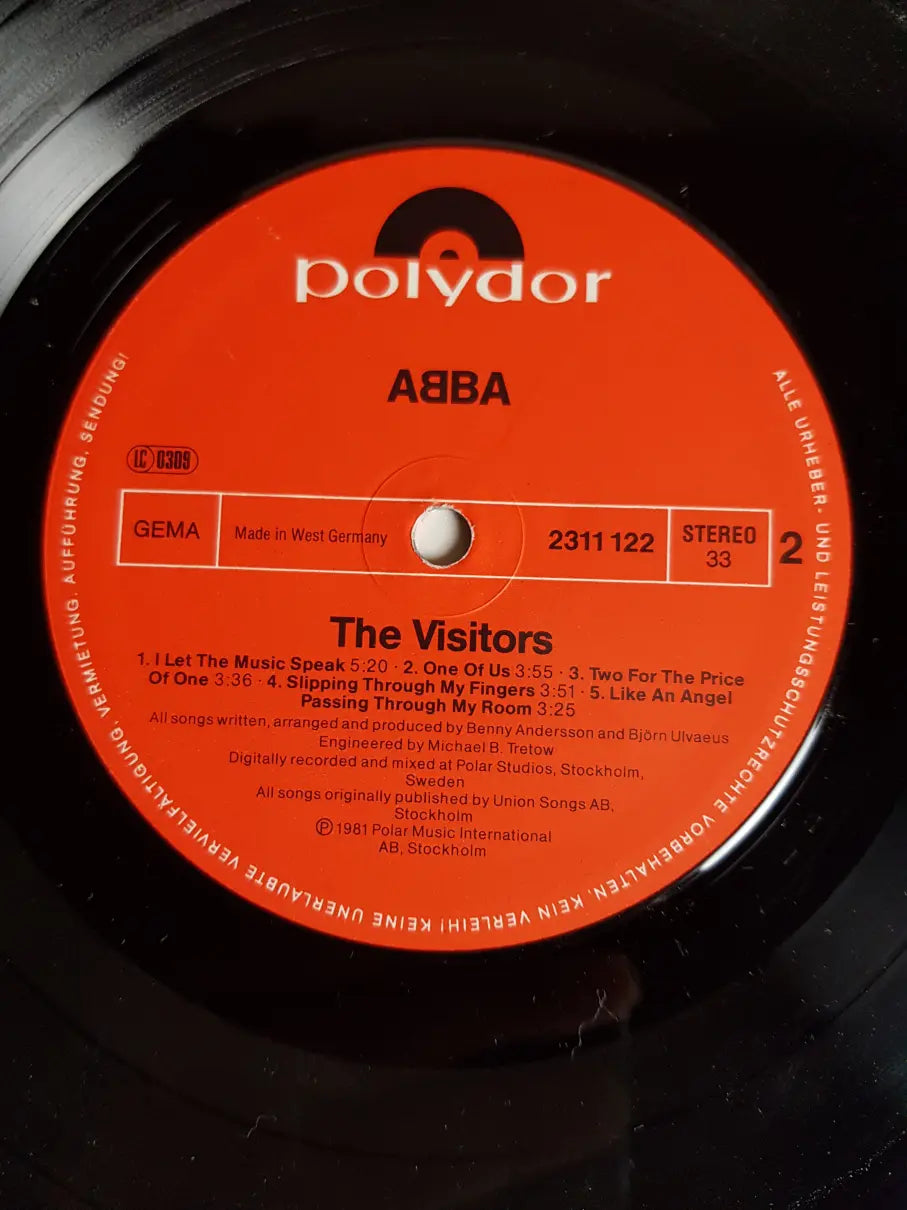 polydor
ABBA
LC 0309
GEMA
Made in West Germany
2311 122
STEREO
33
2
The Visitors
1. I Let The Music Speak 5:20 · 2. One Of Us 3:55 · 3. Two For The Price
Of One 3:36 · 4. Slipping Through My Fingers 3:51 · 5. Like An Angel
Passing Through My Room 3:25
All songs written, arranged and produced by Benny Andersson and Björn Ulvaeus
Engineered by Michael B. Tretow
Digitally recorded and mixed at Polar Studios, Stockholm,
Sweden
All songs originally published by Union Songs AB,
Stockholm
Ⓟ 1981 Polar Music International
AB, Stockholm
ALLE URHEBER- UND LEISTUNGSSCHUTZRECHTE VORBEHALTEN. KEIN VERLEIH! KEINE UNERLAUBTE VERVIELFÄLTIGUNG, VERMIETUNG, AUFFÜHRUNG, SENDUNG!